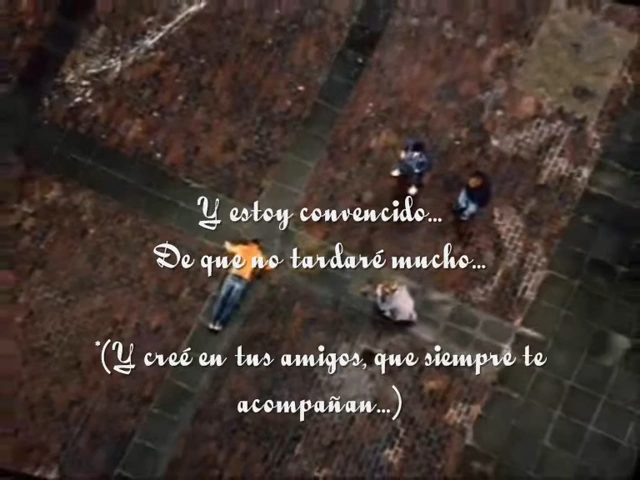 Y estoy convencido...
De que no tardaré mucho...
*(Y creé en tus amigos, que siempre te
acompañan...)